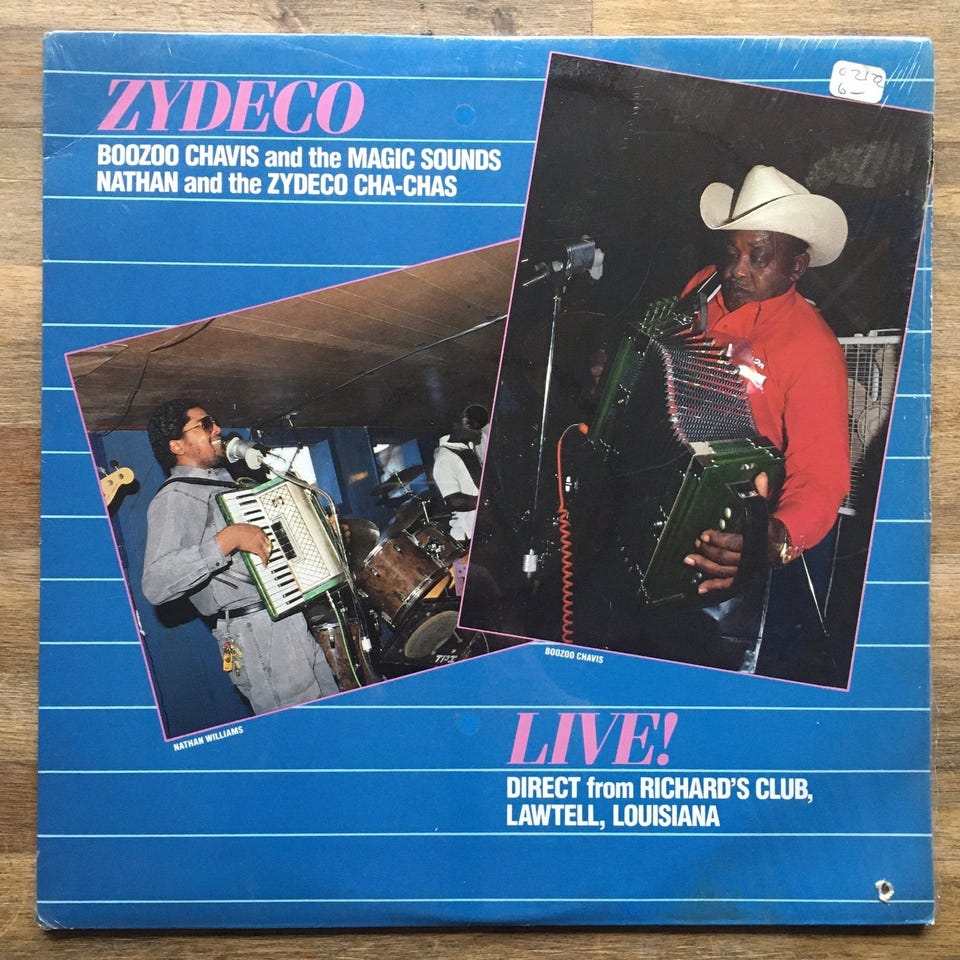 ZYDECO
BOOZOO CHAVIS and the MAGIC SOUNDS
NATHAN and the ZYDECO CHA-CHAS
BOOZOO CHAVIS
NATHAN WILLIAMS
LIVE!
DIRECT from RICHARD'S CLUB,
LAWTELL, LOUISIANA